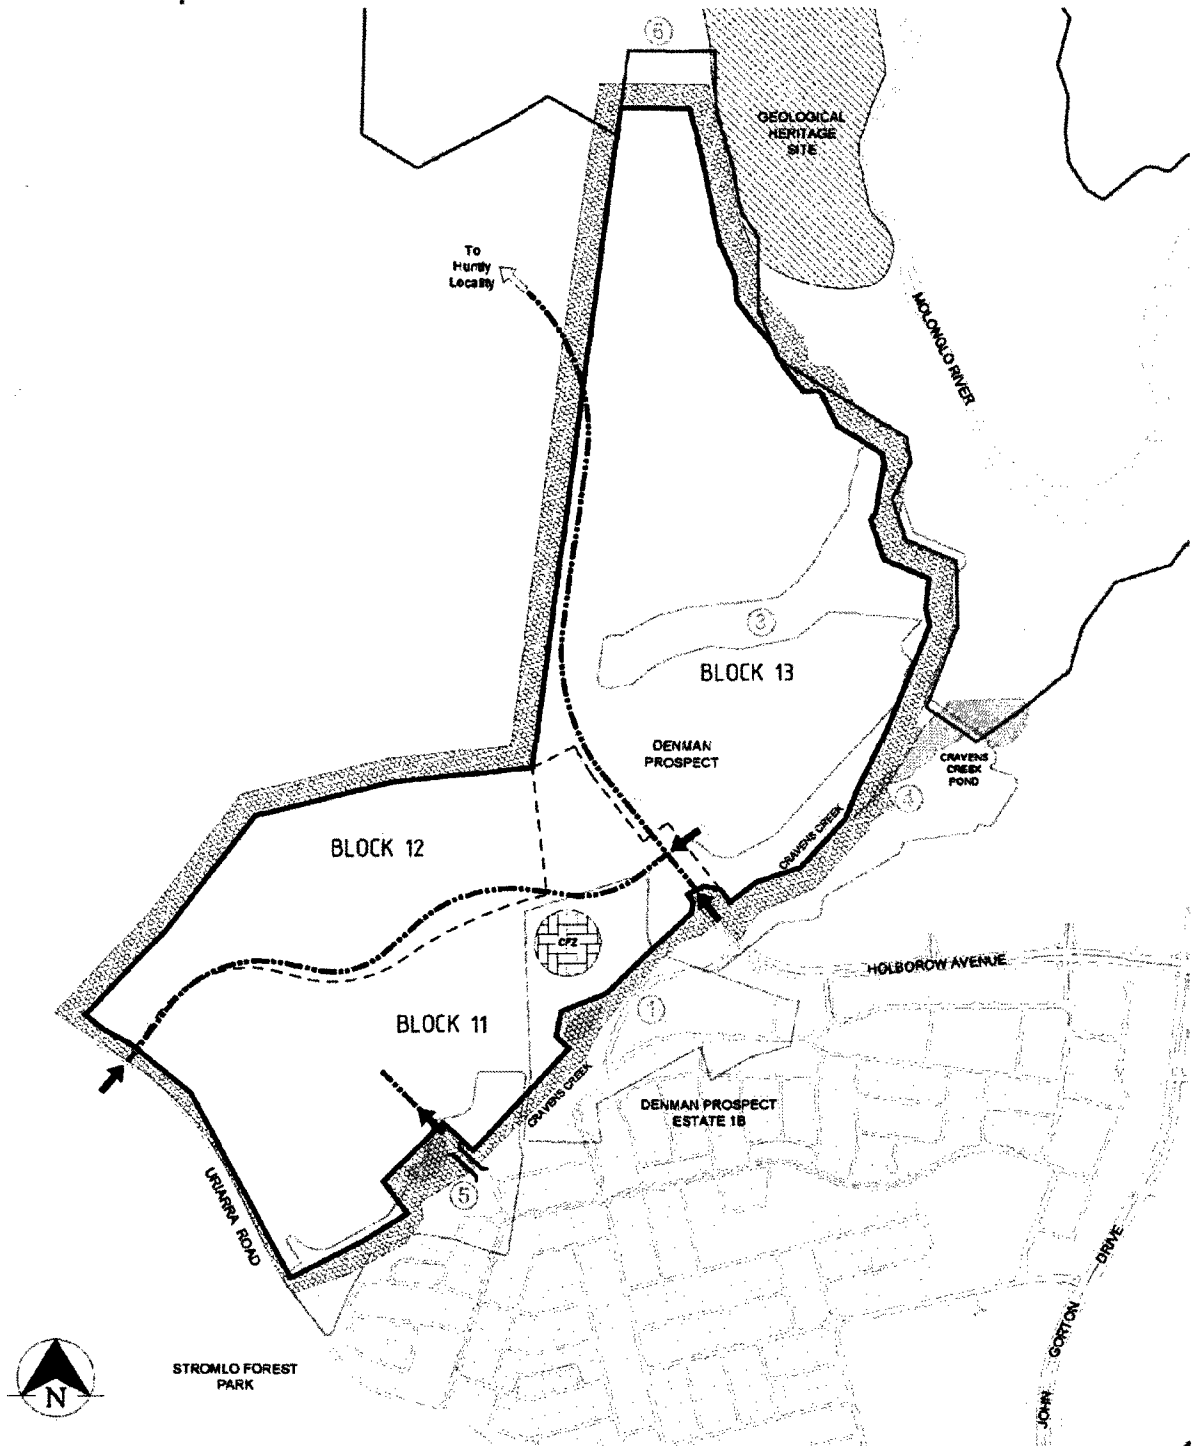 6
GEOLOGICAL
HERITAGE
SITE
To
Huntly
Locality
MOLONGLO RIVER
3
BLOCK 13
DENMAN
PROSPECT
CRAVENS
CREEK
POND
4
CRAVENS CREEK
BLOCK 12
CFZ
HOLBOROW AVENUE
1
BLOCK 11
CRAVENS CREEK
DENMAN PROSPECT
ESTATE 1B
5
URIARRA ROAD
JOHN GORTON DRIVE
STROMLO FOREST
PARK
N